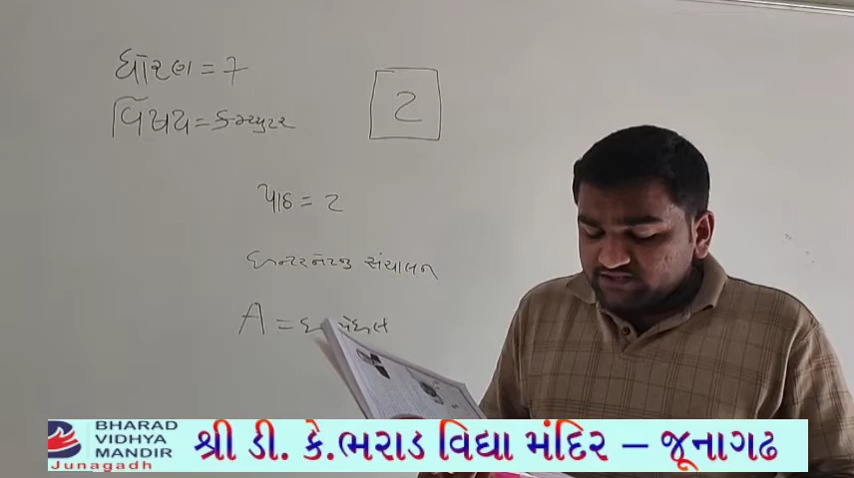 ધોરણ = 7
વિષય = કમ્પ્યુટર
2
પાઠ = 2
ઇન્ટરનેટનું સંચાલન
A =
BHARAD
VIDHYA
MANDIR
Junagadh
શ્રી ડી. કે.ભરાડ વિદ્યા મંદિર – જૂનાગઢ